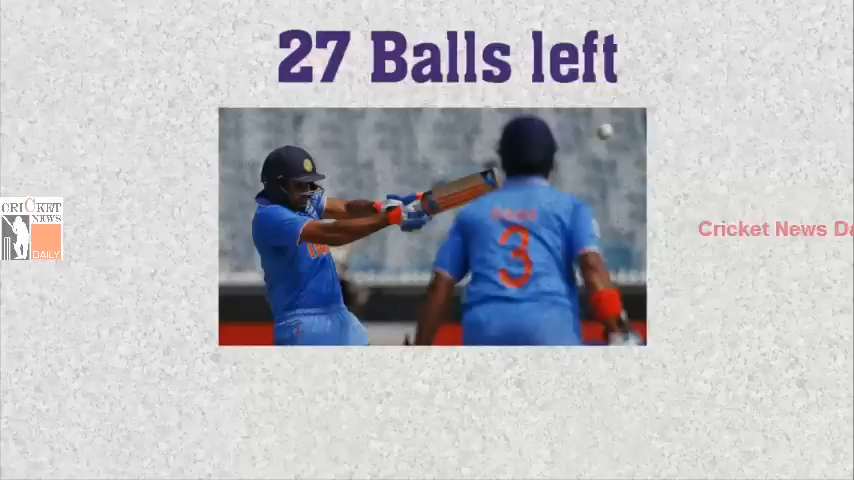 27 Balls left
CRICKET
NEWS
DAILY
Cricket News Da
3